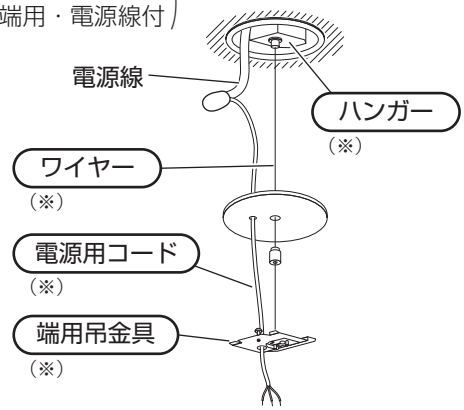 端用・電源線付
電源線
ハンガー
(※)
ワイヤー
(※)
電源用コード
(※)
端用吊金具
(※)